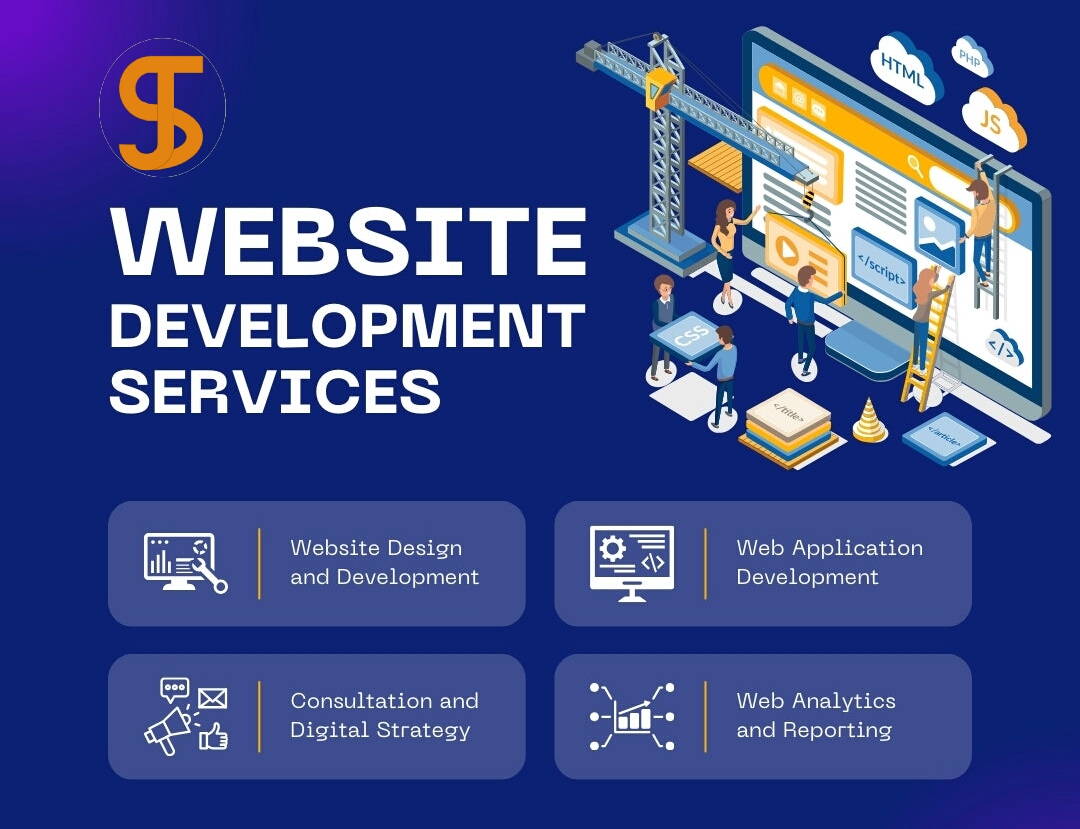 HTML
PHP
JS
WEBSITE
DEVELOPMENT
SERVICES
</script>
CSS
</>
</title>
</article>
Website Design
and Development
Web Application
Development
</>
Consultation and
Digital Strategy
Web Analytics
and Reporting